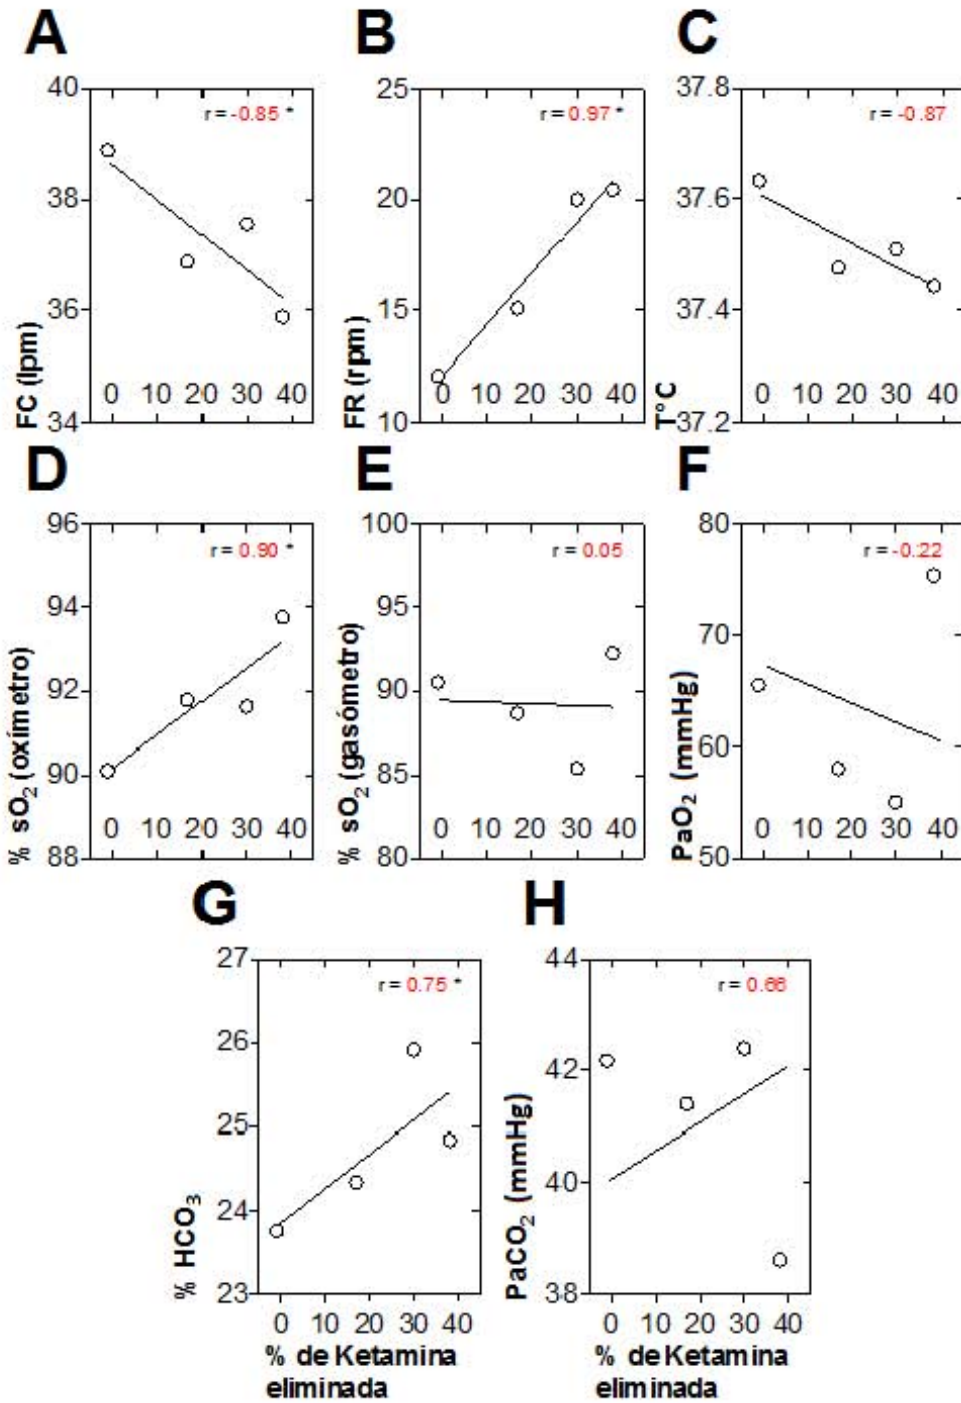 A
40
38
36
34
0 10 20 30 40
FC (lpm)
r = -0.85 *
B
25
20
15
10
0 10 20 30 40
FR (rpm)
r = 0.97 *
C
37.8
37.6
37.4
37.2
0 10 20 30 40
T°C
r = -0.87
D
96
94
92
90
88
0 10 20 30 40
% sO₂ (oxímetro)
r = 0.90 *
E
100
95
90
85
80
0 10 20 30 40
% sO₂ (gasómetro)
r = 0.05
F
80
70
60
50
0 10 20 30 40
PaO₂ (mmHg)
r = -0.22
G
27
26
25
24
23
0 10 20 30 40
% HCO₃
r = 0.75 *
% de Ketamina
eliminada
H
44
42
40
38
0 10 20 30 40
PaCO₂ (mmHg)
r = 0.66
% de Ketamina
eliminada